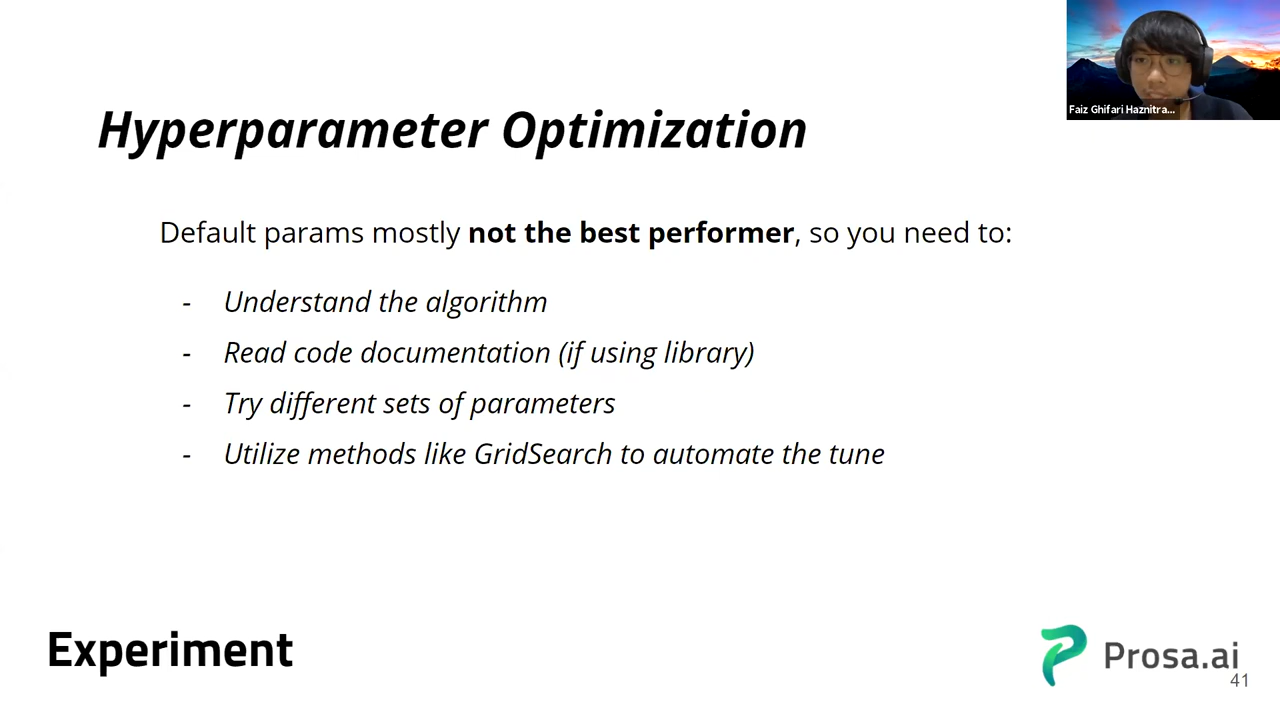 Faiz Ghifari Haznitra...
Hyperparameter Optimization
Default params mostly not the best performer, so you need to:
- Understand the algorithm
- Read code documentation (if using library)
- Try different sets of parameters
- Utilize methods like GridSearch to automate the tune
Experiment
Prosa.ai
41